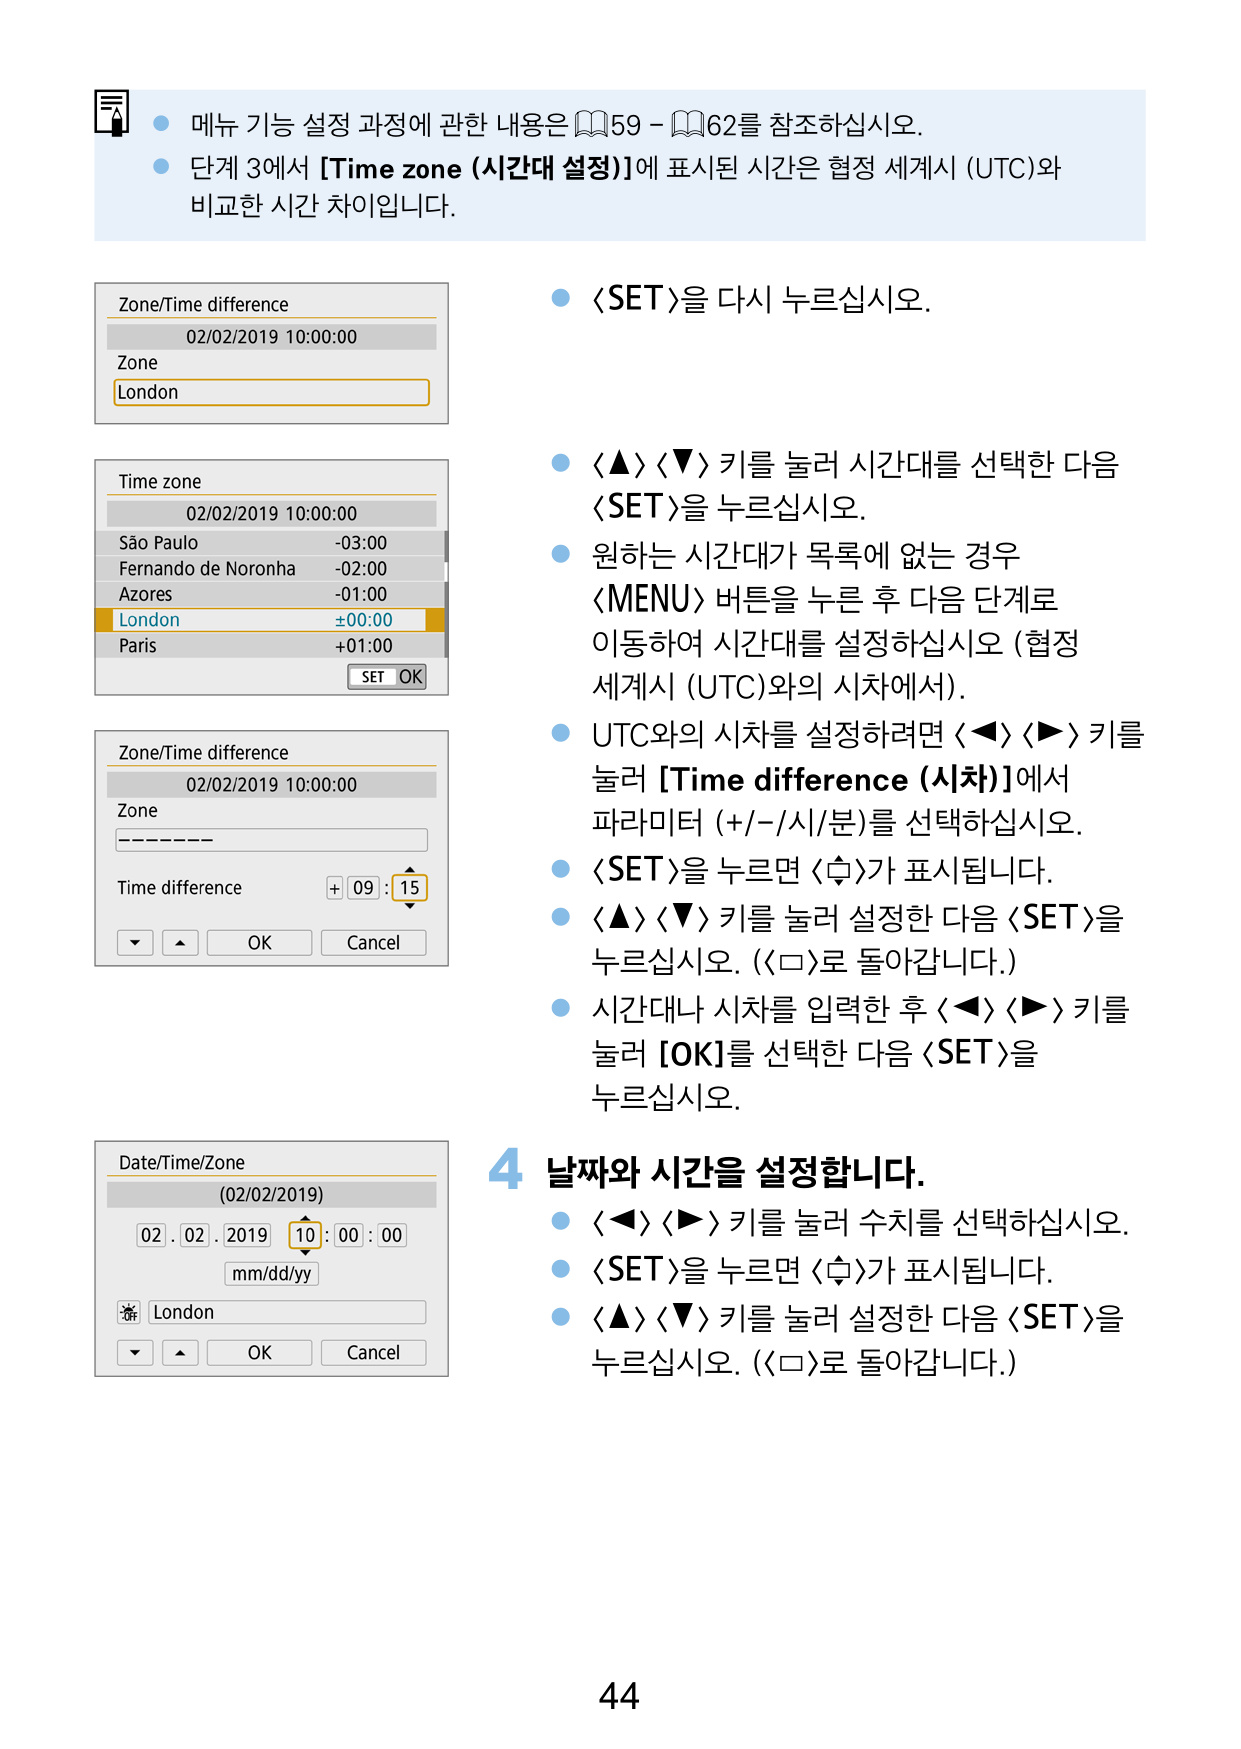 ● 메뉴 기능 설정 과정에 관한 내용은 59 – 62를 참조하십시오.
● 단계 3에서 [Time zone (시간대 설정)]에 표시된 시간은 협정 세계시 (UTC)와
비교한 시간 차이입니다.
Zone/Time difference
02/02/2019 10:00:00
Zone
London
● 〈SET〉을 다시 누르십시오.
Time zone
02/02/2019 10:00:00
São Paulo -03:00
Fernando de Noronha -02:00
Azores -01:00
London ±00:00
Paris +01:00
SET OK
● 〈▲〉〈▼〉 키를 눌러 시간대를 선택한 다음
〈SET〉을 누르십시오.
● 원하는 시간대가 목록에 없는 경우
〈MENU〉 버튼을 누른 후 다음 단계로
이동하여 시간대를 설정하십시오 (협정
세계시 (UTC)와의 시차에서).
Zone/Time difference
02/02/2019 10:00:00
Zone
–––––––
Time difference + 09 : 15
OK Cancel
● UTC와의 시차를 설정하려면 〈◀〉〈▶〉 키를
눌러 [Time difference (시차)]에서
파라미터 (+/−/시/분)를 선택하십시오.
● 〈SET〉을 누르면 〈〉가 표시됩니다.
● 〈▲〉〈▼〉 키를 눌러 설정한 다음 〈SET〉을
누르십시오. (〈▭〉로 돌아갑니다.)
● 시간대나 시차를 입력한 후 〈◀〉〈▶〉 키를
눌러 [OK]를 선택한 다음 〈SET〉을
누르십시오.
Date/Time/Zone
(02/02/2019)
02 . 02 . 2019 10 : 00 : 00
mm/dd/yy
OFF London
OK Cancel
4 날짜와 시간을 설정합니다.
● 〈◀〉〈▶〉 키를 눌러 수치를 선택하십시오.
● 〈SET〉을 누르면 〈〉가 표시됩니다.
● 〈▲〉〈▼〉 키를 눌러 설정한 다음 〈SET〉을
누르십시오. (〈▭〉로 돌아갑니다.)
44